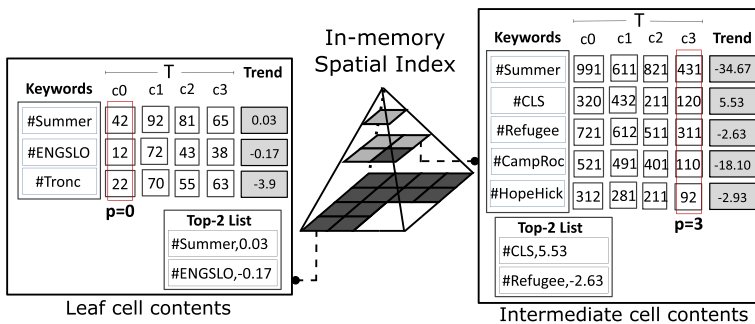 T
Keywords c0 c1 c2 c3 Trend
#Summer 42 92 81 65 0.03
#ENGSLO 12 72 43 38 -0.17
#Tronc 22 70 55 63 -3.9
p=0
Top-2 List
#Summer,0.03
#ENGSLO,-0.17
Leaf cell contents
In-memory
Spatial Index
T
Keywords c0 c1 c2 c3 Trend
#Summer 991 611 821 431 -34.67
#CLS 320 432 211 120 5.53
#Refugee 721 612 511 311 -2.63
#CampRoc 521 491 401 110 -18.10
#HopeHick 312 281 211 92 -2.93
p=3
Top-2 List
#CLS,5.53
#Refugee,-2.63
Intermediate cell contents